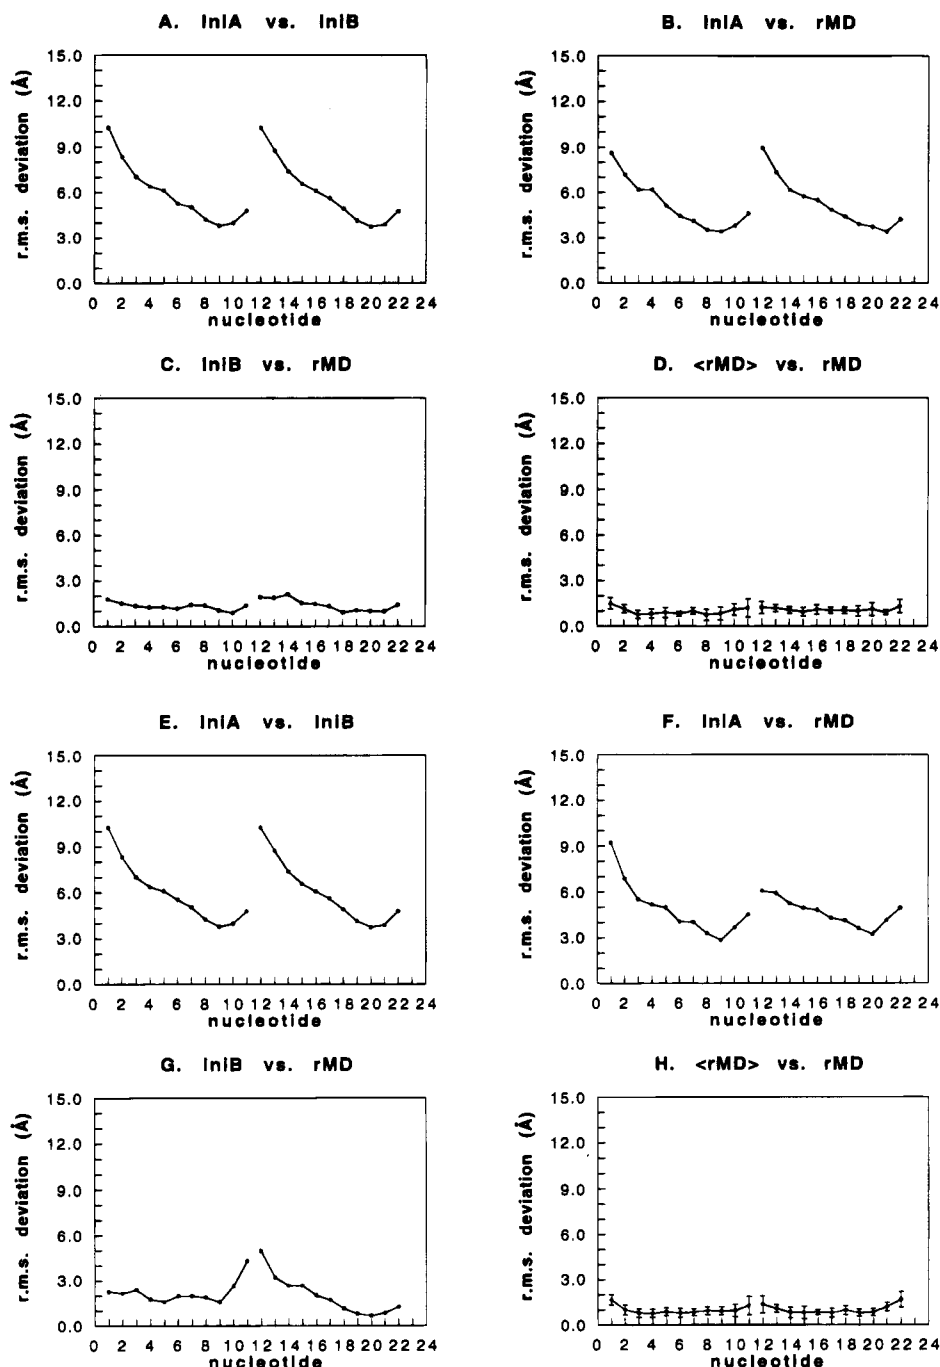 A. IniA vs. IniB
r.m.s. deviation (Å)
15.0
12.0
9.0
6.0
3.0
0.0
0 2 4 6 8 10 12 14 16 18 20 22 24
nucleotide
B. IniA vs. rMD
r.m.s. deviation (Å)
15.0
12.0
9.0
6.0
3.0
0.0
0 2 4 6 8 10 12 14 16 18 20 22 24
nucleotide
C. IniB vs. rMD
r.m.s. deviation (Å)
15.0
12.0
9.0
6.0
3.0
0.0
0 2 4 6 8 10 12 14 16 18 20 22 24
nucleotide
D. <rMD> vs. rMD
r.m.s. deviation (Å)
15.0
12.0
9.0
6.0
3.0
0.0
0 2 4 6 8 10 12 14 16 18 20 22 24
nucleotide
E. IniA vs. IniB
r.m.s. deviation (Å)
15.0
12.0
9.0
6.0
3.0
0.0
0 2 4 6 8 10 12 14 16 18 20 22 24
nucleotide
F. IniA vs. rMD
r.m.s. deviation (Å)
15.0
12.0
9.0
6.0
3.0
0.0
0 2 4 6 8 10 12 14 16 18 20 22 24
nucleotide
G. IniB vs. rMD
r.m.s. deviation (Å)
15.0
12.0
9.0
6.0
3.0
0.0
0 2 4 6 8 10 12 14 16 18 20 22 24
nucleotide
H. <rMD> vs. rMD
r.m.s. deviation (Å)
15.0
12.0
9.0
6.0
3.0
0.0
0 2 4 6 8 10 12 14 16 18 20 22 24
nucleotide